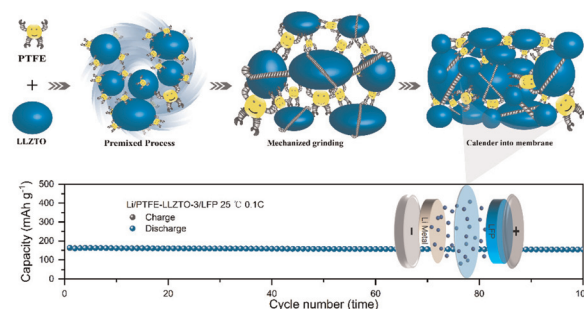 PTFE
+
LLZTO
Premixed Process
Mechanized grinding
Calender into membrane
Capacity (mAh g⁻¹)
500
400
300
200
100
0
Li/PTFE-LLZTO-3/LFP 25 ℃ 0.1C
Charge
Discharge
-
Li Metal
LFP
+
0
20
40
60
80
100
Cycle number (time)